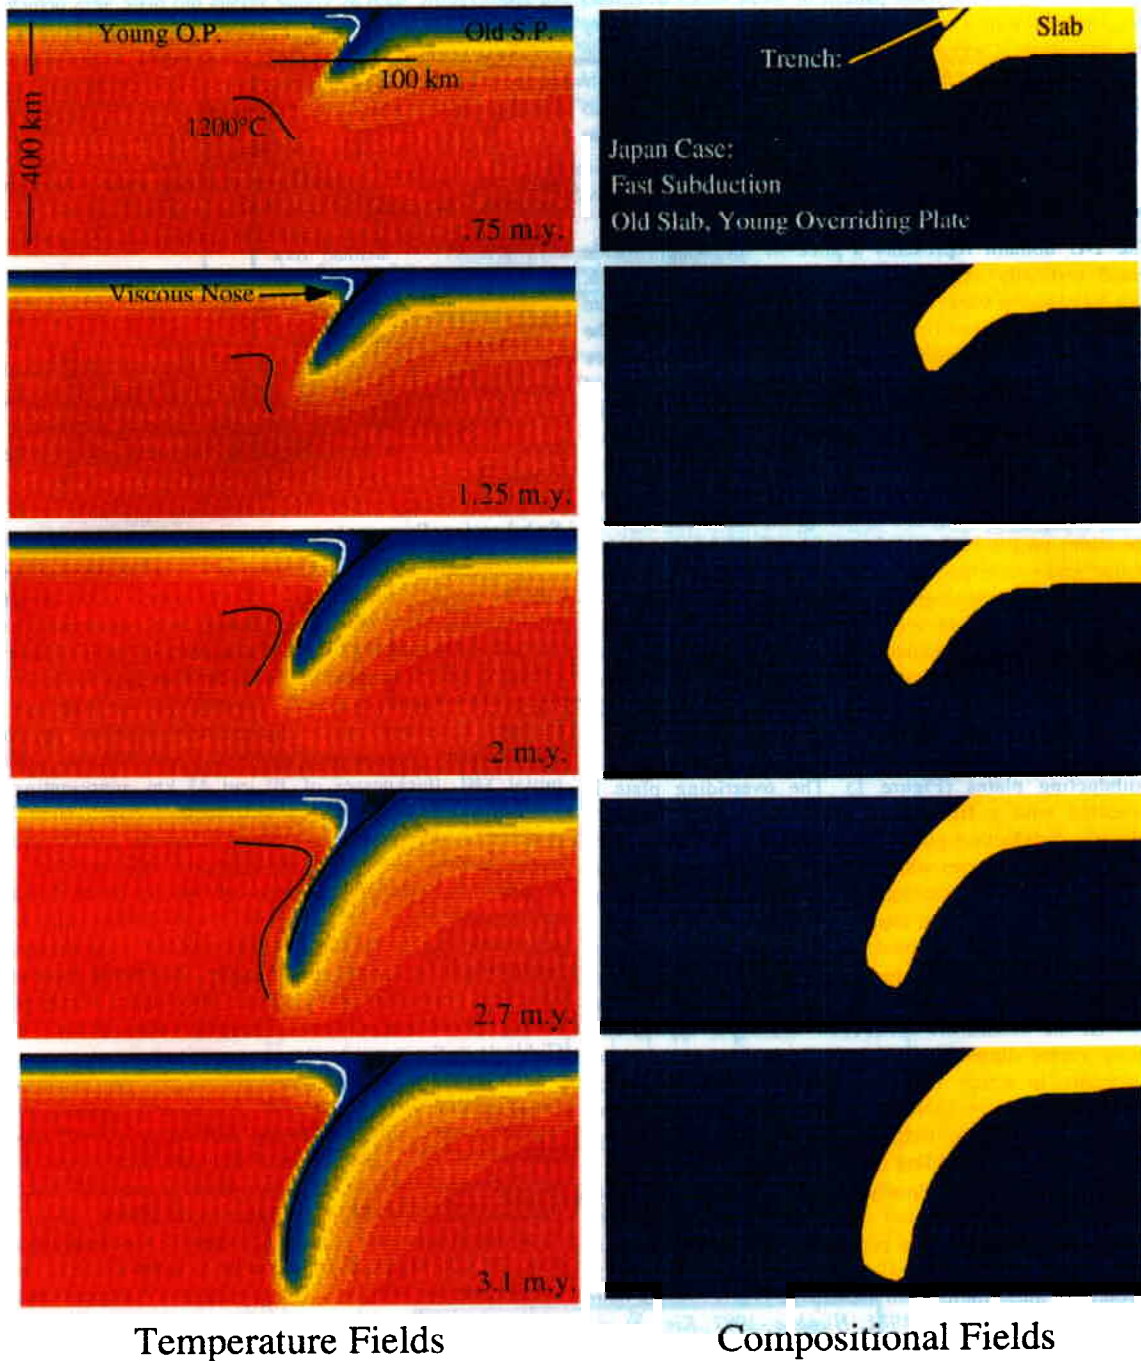 Young O.P.
Old S.P.
400 km
100 km
1200°C
.75 m.y.
Trench:
Slab
Japan Case:
Fast Subduction
Old Slab, Young Overriding Plate
Viscous Nose
1.25 m.y.
2 m.y.
2.7 m.y.
3.1 m.y.
Temperature Fields
Compositional Fields